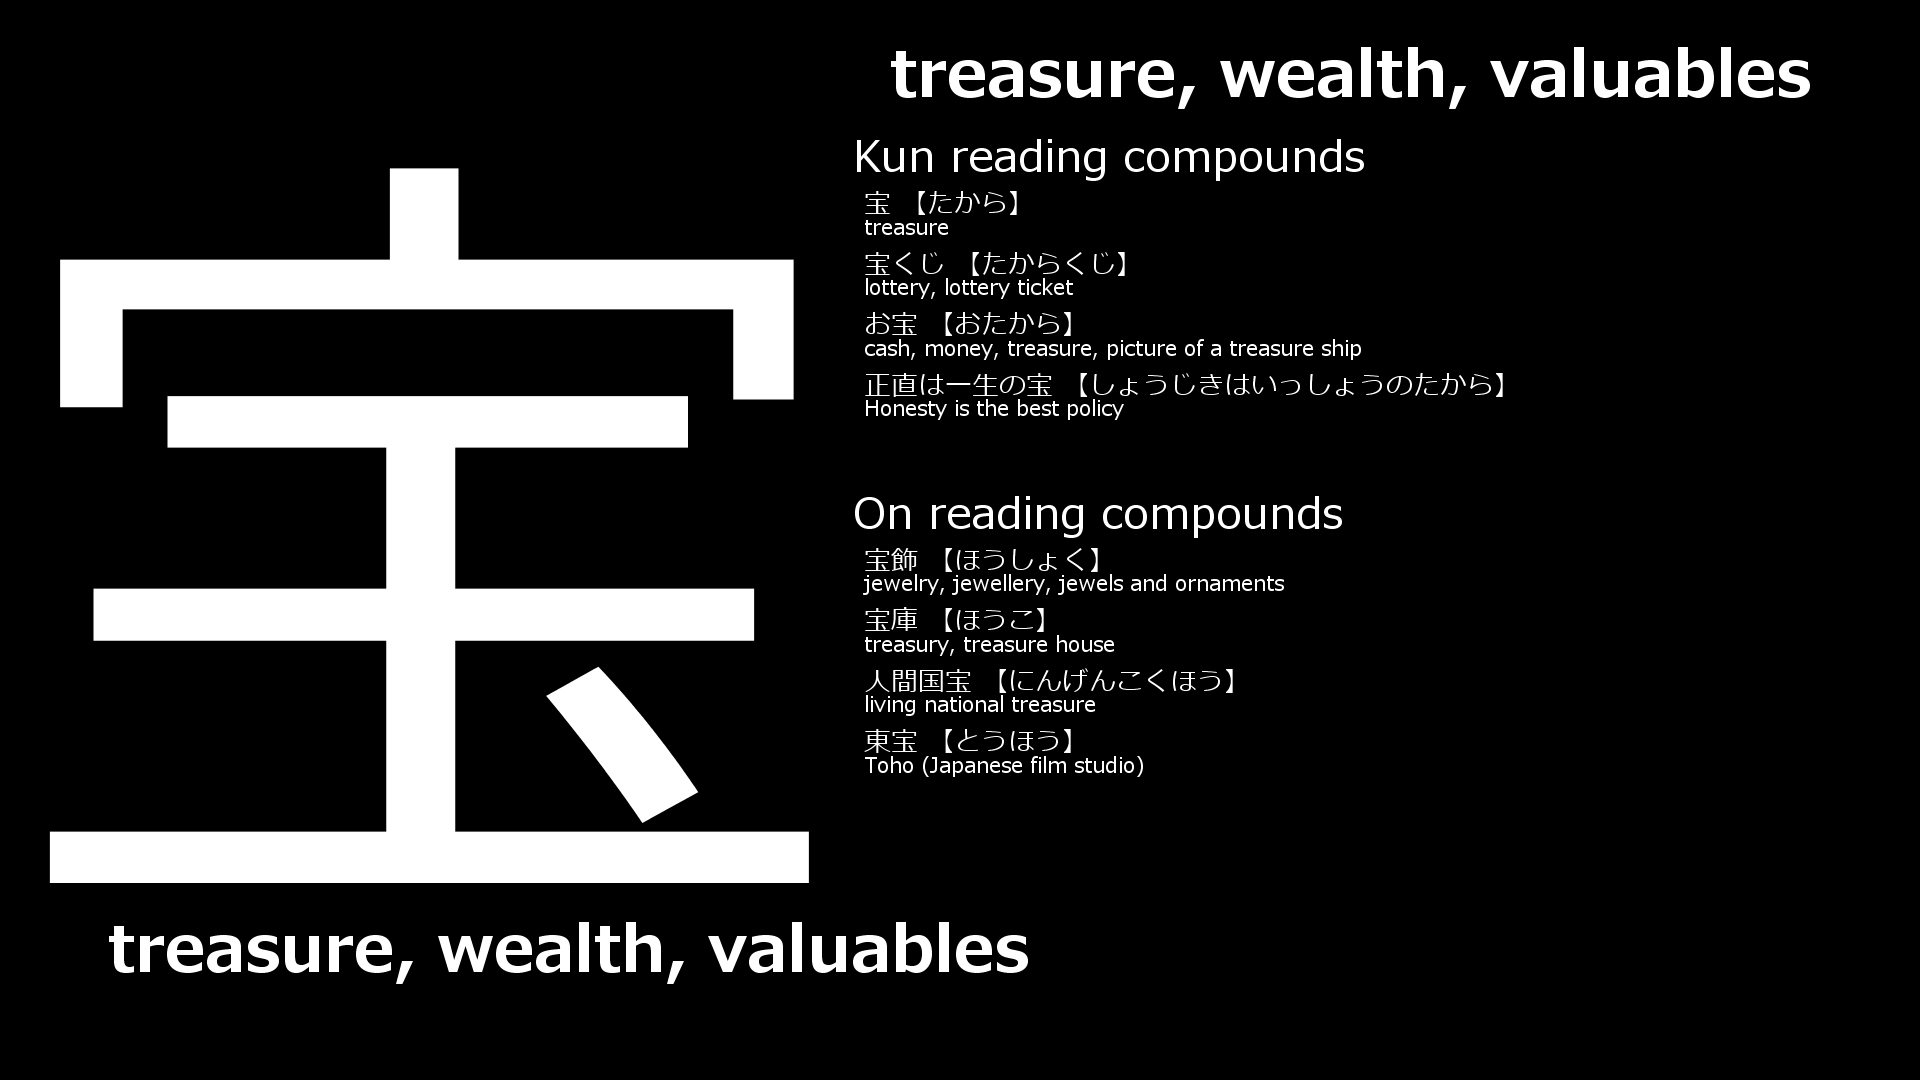 宝
treasure, wealth, valuables
treasure, wealth, valuables
Kun reading compounds
宝 【たから】
treasure
宝くじ 【たからくじ】
lottery, lottery ticket
お宝 【おたから】
cash, money, treasure, picture of a treasure ship
正直は一生の宝 【しょうじきはいっしょうのたから】
Honesty is the best policy
On reading compounds
宝飾 【ほうしょく】
jewelry, jewellery, jewels and ornaments
宝庫 【ほうこ】
treasury, treasure house
人間国宝 【にんげんこくほう】
living national treasure
東宝 【とうほう】
Toho (Japanese film studio)